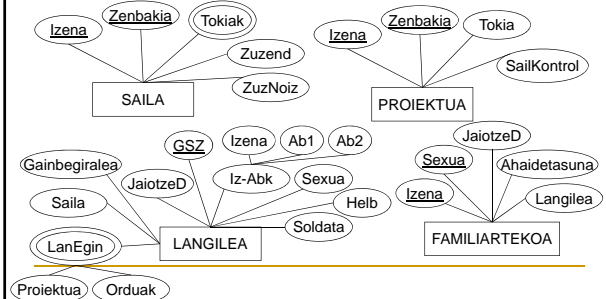 Izena Zenbakia Tokiak
Zuzend
ZuzNoiz
SAILA
Izena Zenbakia Tokia
SailKontrol
PROIEKTUA
GSZ Izena Ab1 Ab2
Gainbegiralea JaiotzeD Iz-Abk Sexua
Saila Helb
LanEgin LANGILEA Soldata
Proiektua Orduak
JaiotzeD
Sexua Ahaidetasuna
Izena Langilea
FAMILIARTEKOA